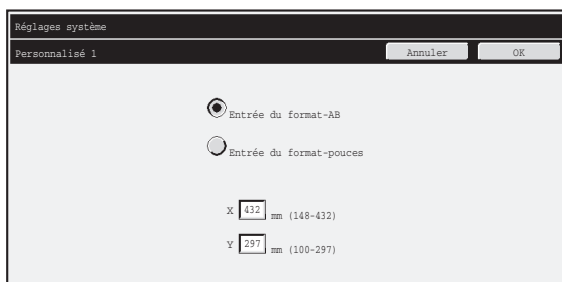 Réglages système
Personnalisé 1 Annuler OK
Entrée du format-AB
Entrée du format-pouces
X 432 mm (148-432)
Y 297 mm (100-297)